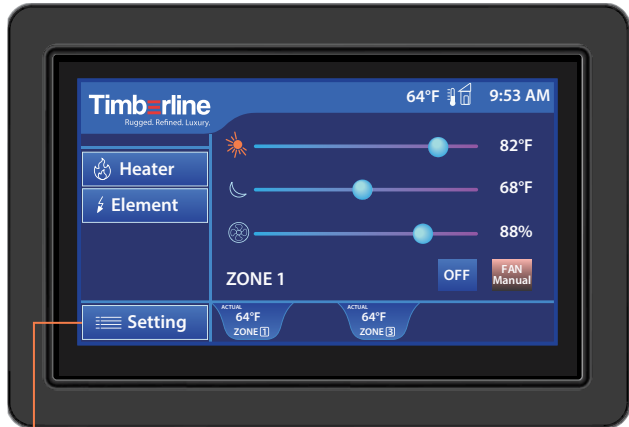 Timberline
Rugged. Refined. Luxury.
64°F
9:53 AM
Heater
Element
82°F
68°F
88%
ZONE 1
OFF
FAN
Manual
Setting
ACTUAL
64°F
ZONE 1
ACTUAL
64°F
ZONE 3